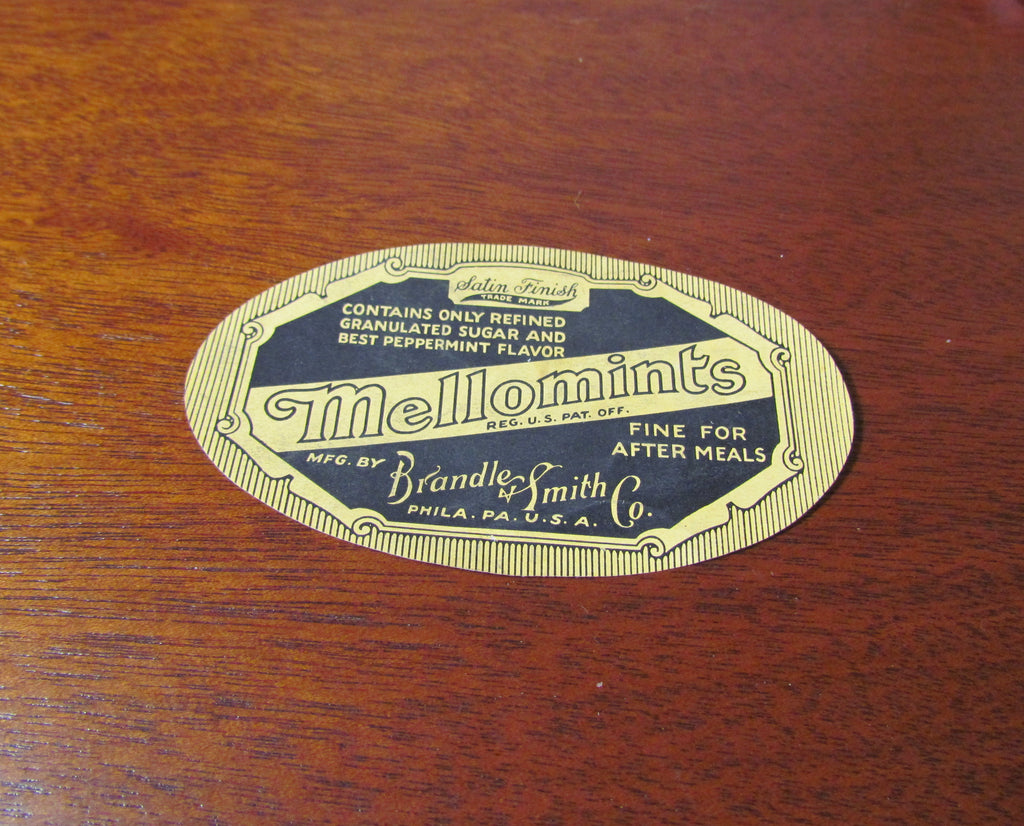 Satin Finish
TRADE MARK
CONTAINS ONLY REFINED
GRANULATED SUGAR AND
BEST PEPPERMINT FLAVOR
Mellomints
REG. U.S. PAT. OFF.
FINE FOR
AFTER MEALS
MFG. BY Brandle & Smith Co.
PHILA. PA. U.S.A.